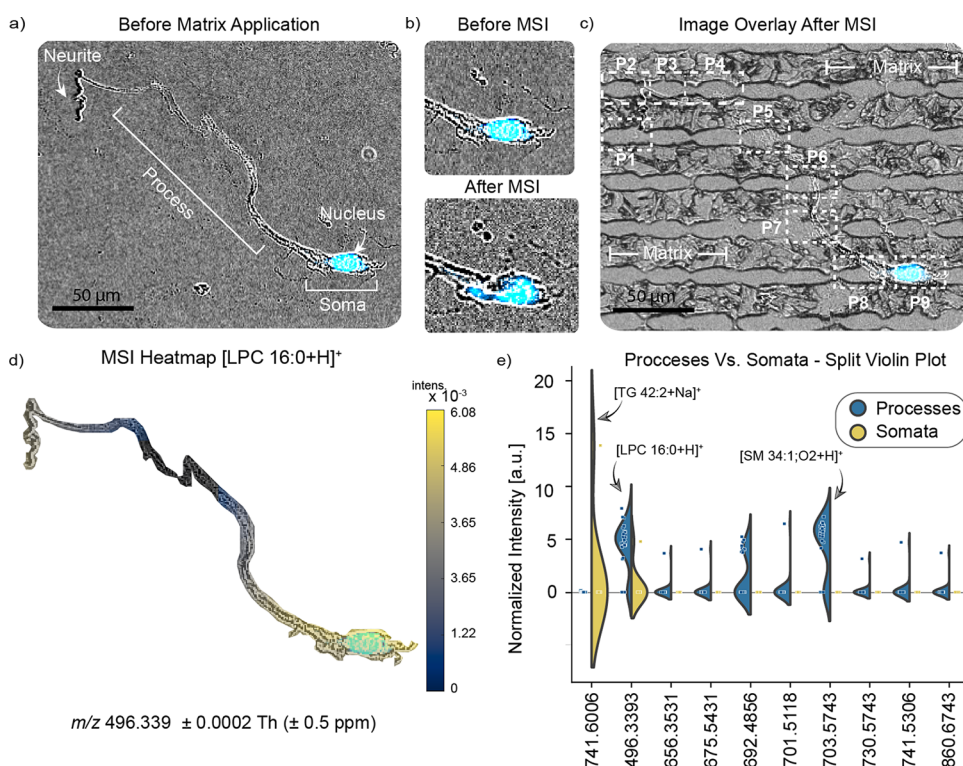 a) Before Matrix Application
Neurite
Process
Nucleus
Soma
50 µm
b) Before MSI
After MSI
c) Image Overlay After MSI
P2 P3 P4
Matrix
P5
P1
P6
P7
Matrix
50 µm
P8 P9
d) MSI Heatmap [LPC 16:0+H]⁺
intens.
x 10⁻³
6.08
4.86
3.65
3.65
1.22
0
m/z 496.339 ± 0.0002 Th (± 0.5 ppm)
e) Procceses Vs. Somata - Split Violin Plot
Normalized Intensity [a.u.]
20
15
10
5
0
[TG 42:2+Na]⁺
[LPC 16:0+H]⁺
[SM 34:1;O2+H]⁺
Processes
Somata
741.6006
496.3393
656.3531
675.5431
692.4856
701.5118
703.5743
730.5743
741.5306
860.6743